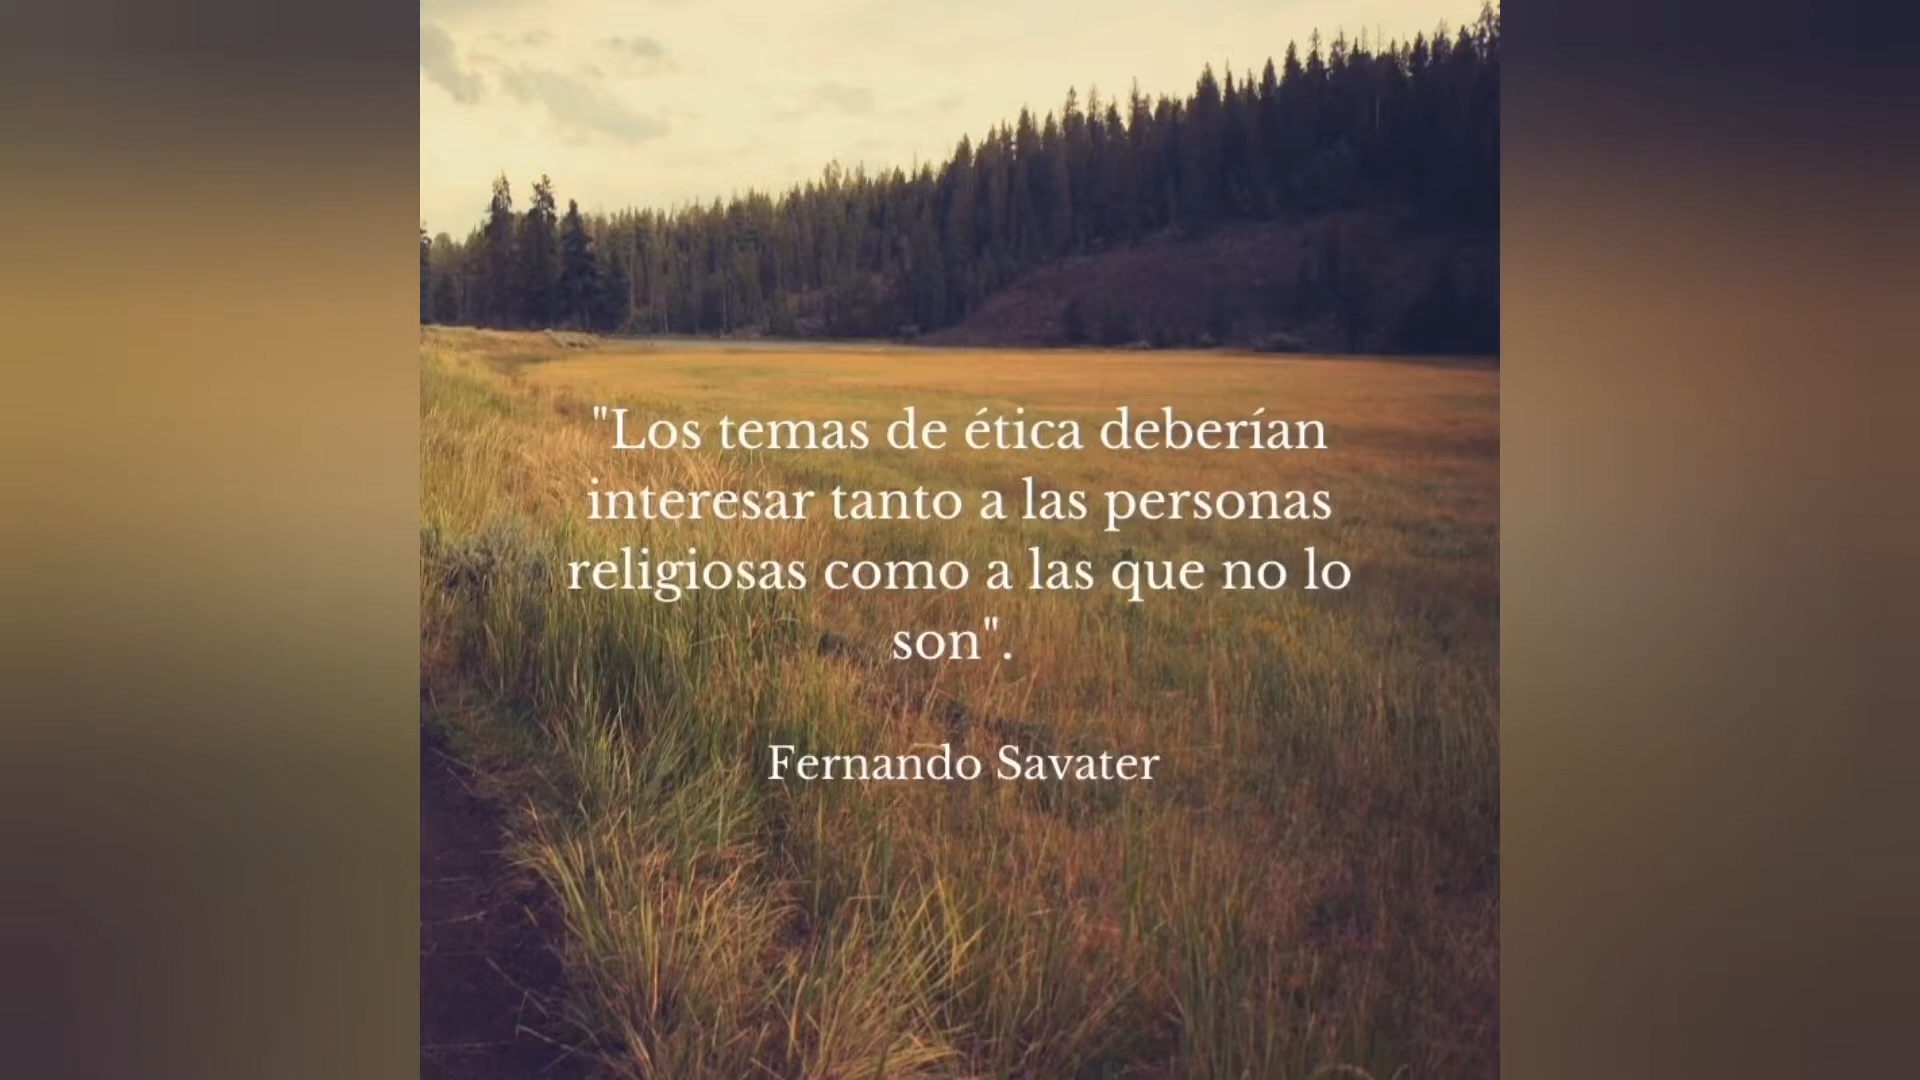 "Los temas de ética deberían
interesar tanto a las personas
religiosas como a las que no lo
son".
Fernando Savater